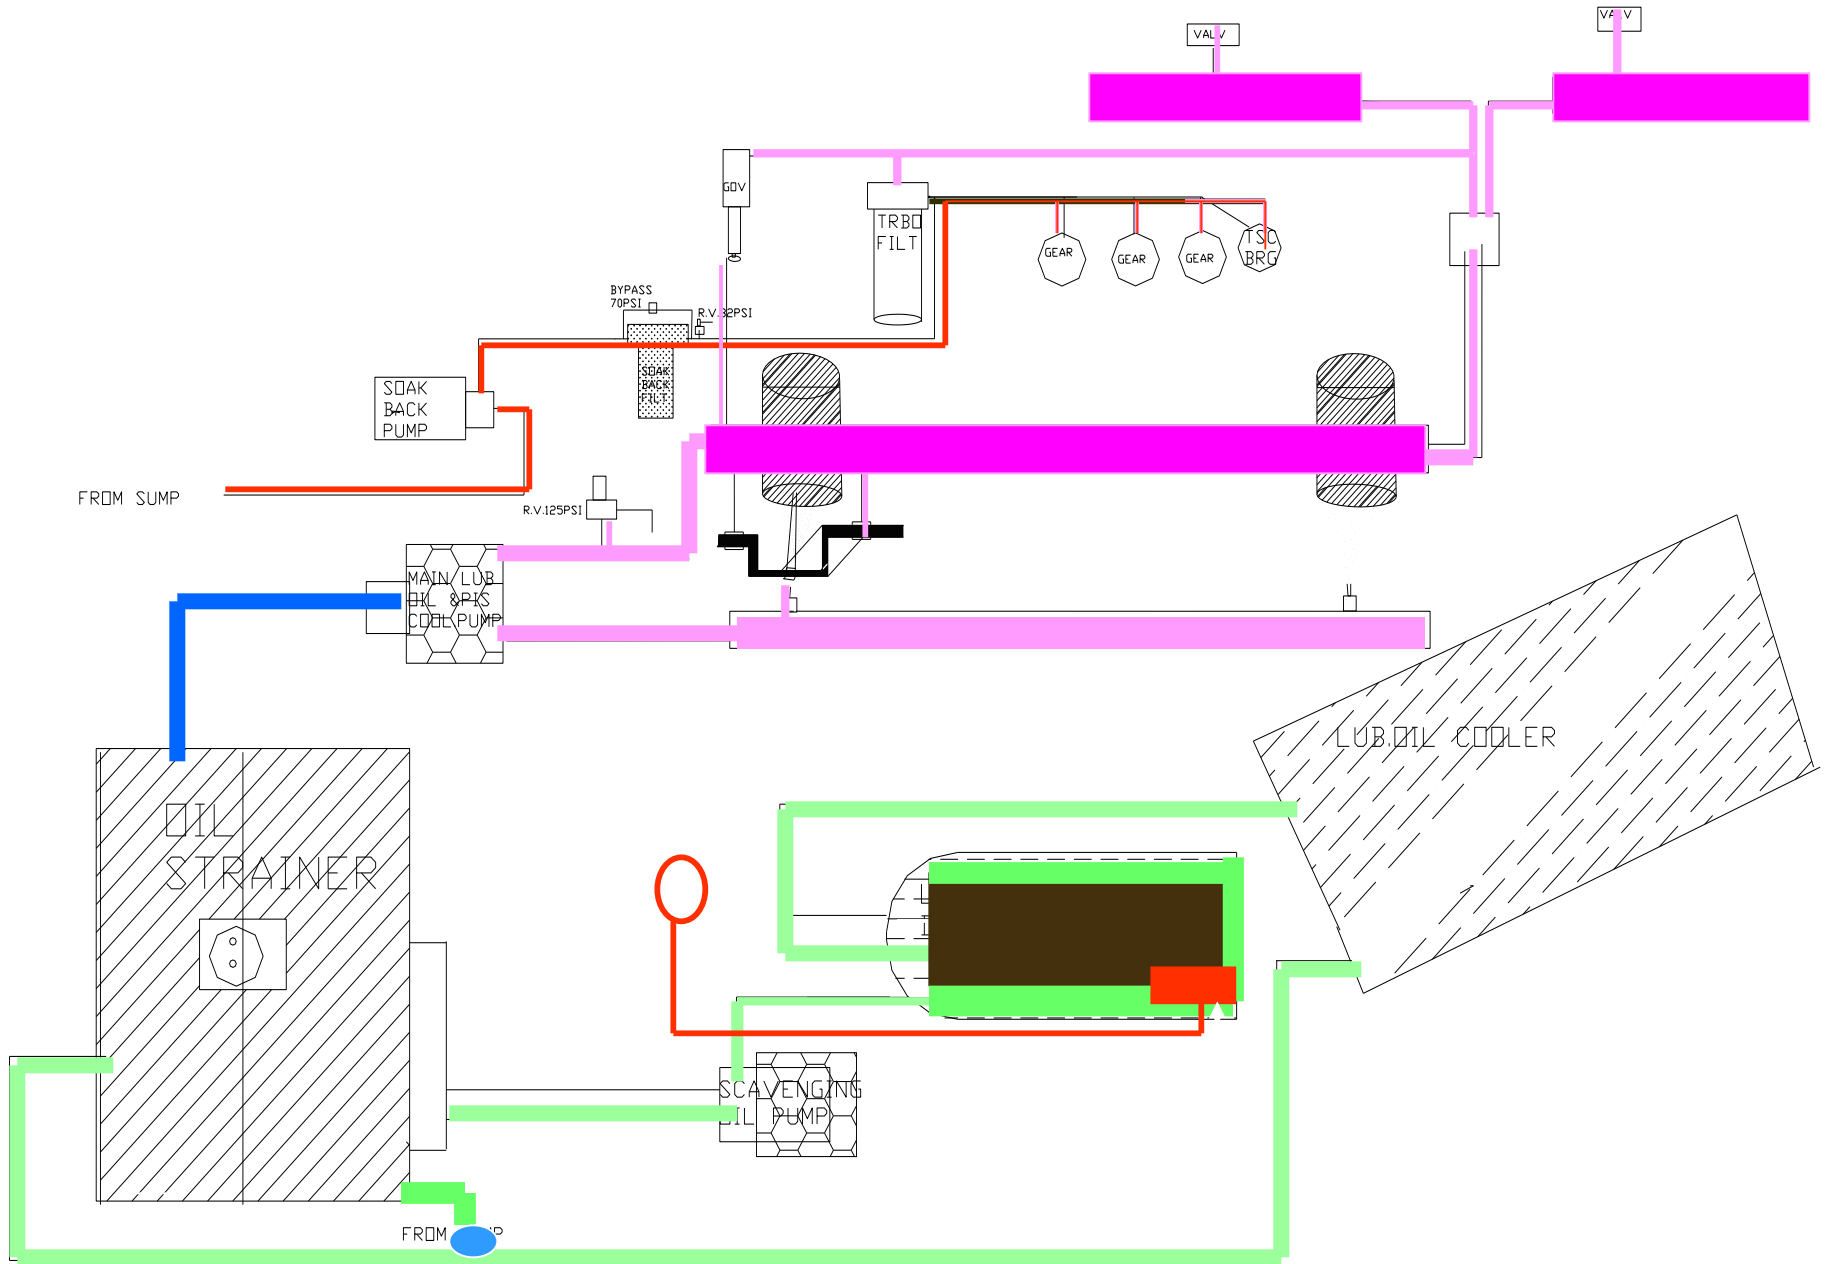 VALV
VALV
GOV
TRBO
FILT
TSC
BRG
GEAR
GEAR
GEAR
BYPASS
70PSI
R.V.32PSI
SOAK
BACK
FILT
SOAK
BACK
PUMP
FROM SUMP
R.V.125PSI
MAIN LUB
OIL &PIS
COOL PUMP
LUB.OIL COOLER
OIL
STRAINER
SCAVENGING
OIL PUMP
FROM